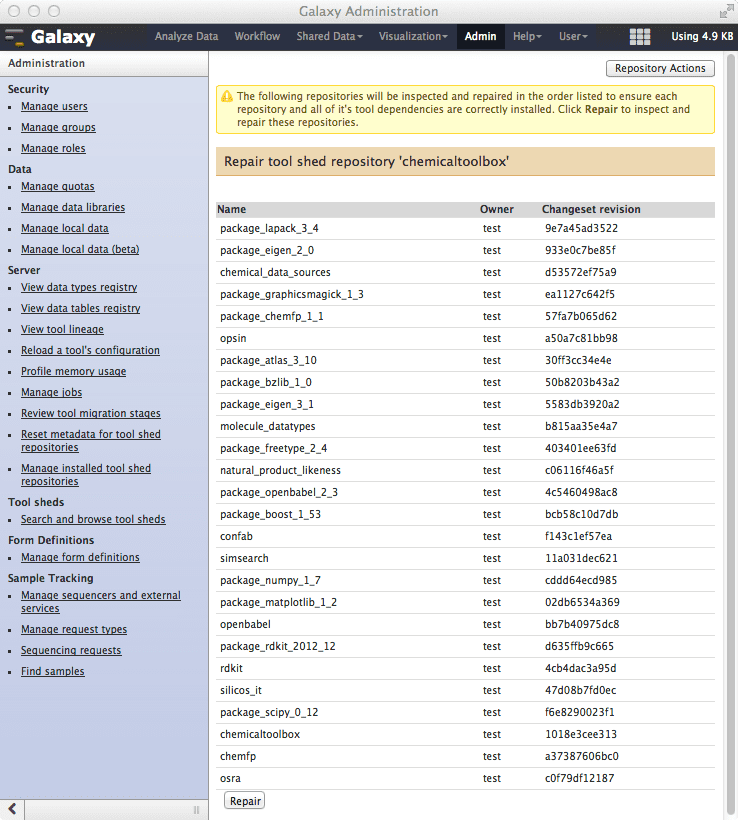 Galaxy Administration
Galaxy Analyze Data Workflow Shared Data Visualization Admin Help User Using 4.9 KB
Administration
Security
Manage users
Manage groups
Manage roles
Data
Manage quotas
Manage data libraries
Manage local data
Manage local data (beta)
Server
View data types registry
View data tables registry
View tool lineage
Reload a tool's configuration
Profile memory usage
Manage jobs
Review tool migration stages
Reset metadata for tool shed
repositories
Manage installed tool shed
repositories
Tool sheds
Search and browse tool sheds
Form Definitions
Manage form definitions
Sample Tracking
Manage sequencers and external
services
Manage request types
Sequencing requests
Find samples
Repository Actions
The following repositories will be inspected and repaired in the order listed to ensure each
repository and all of it's tool dependencies are correctly installed. Click Repair to inspect and
repair these repositories.
Repair tool shed repository 'chemicaltoolbox'
Name Owner Changeset revision
package_lapack_3_4 test 9e7a45ad3522
package_eigen_2_0 test 933e0c7be85f
chemical_data_sources test d53572ef75a9
package_graphicsmagick_1_3 test ea1127c642f5
package_chemfp_1_1 test 57fa7b065d62
opsin test a50a7c81bb98
package_atlas_3_10 test 30ff3cc34e4e
package_bzlib_1_0 test 50b8203b43a2
package_eigen_3_1 test 5583db3920a2
molecule_datatypes test b815aa35e4a7
package_freetype_2_4 test 403401ee63fd
natural_product_likeness test c06116f46a5f
package_openbabel_2_3 test 4c5460498ac8
package_boost_1_53 test bcb58c10d7db
confab test f143c1ef57ea
simsearch test 11a031dec621
package_numpy_1_7 test cddd64ecd985
package_matplotlib_1_2 test 02db6534a369
openbabel test bb7b40975dc8
package_rdkit_2012_12 test d635ffb9c665
rdkit test 4cb4dac3a95d
silicos_it test 47d08b7fd0ec
package_scipy_0_12 test f6e8290023f1
chemicaltoolbox test 1018e3cee313
chemfp test a37387606bc0
osra test c0f79df12187
Repair